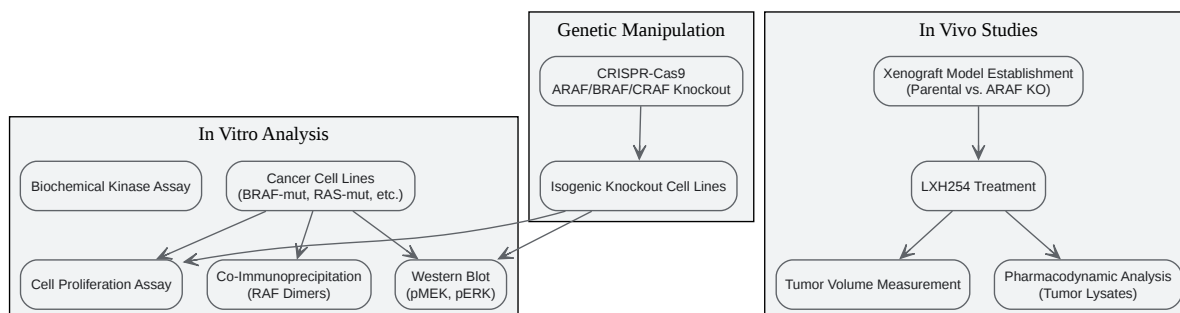 Genetic Manipulation
CRISPR-Cas9
ARAF/BRAF/CRAF Knockout
Isogenic Knockout Cell Lines
In Vivo Studies
Xenograft Model Establishment
(Parental vs. ARAF KO)
LXH254 Treatment
Tumor Volume Measurement
Pharmacodynamic Analysis
(Tumor Lysates)
In Vitro Analysis
Biochemical Kinase Assay
Cancer Cell Lines
(BRAF-mut, RAS-mut, etc.)
Cell Proliferation Assay
Co-Immunoprecipitation
(RAF Dimers)
Western Blot
(pMEK, pERK)